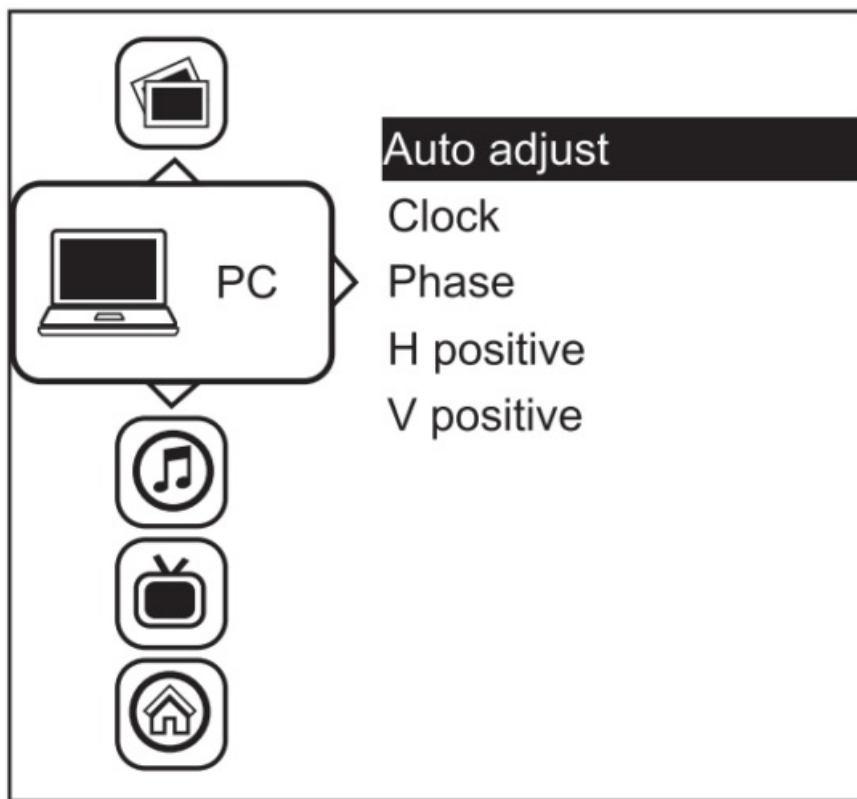 PC
Auto adjust
Clock
Phase
H positive
V positive